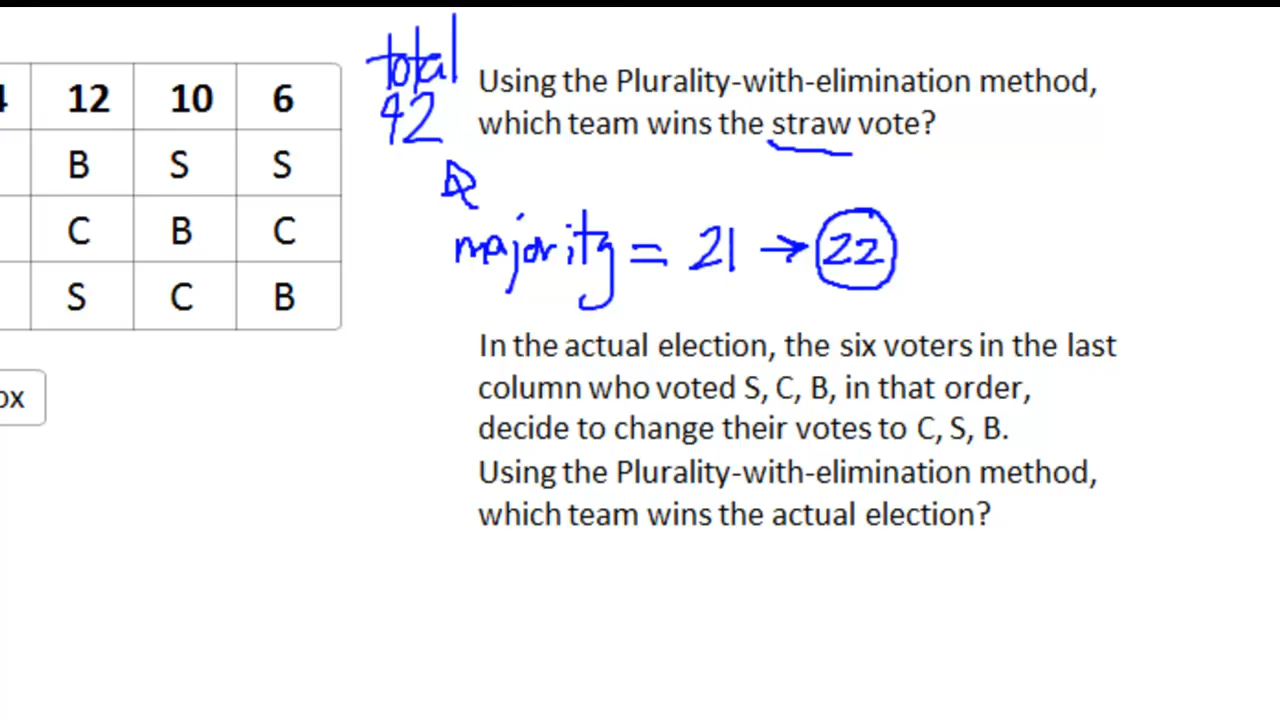 total
42
Using the Plurality-with-elimination method,
which team wins the straw vote?
4 12 10 6
B S S
C B C
S C B
majority = 21 → 22
In the actual election, the six voters in the last
column who voted S, C, B, in that order,
decide to change their votes to C, S, B.
Using the Plurality-with-elimination method,
which team wins the actual election?
ox